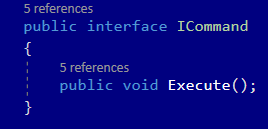 5 references
public interface ICommand
{
5 references
public void Execute();
}